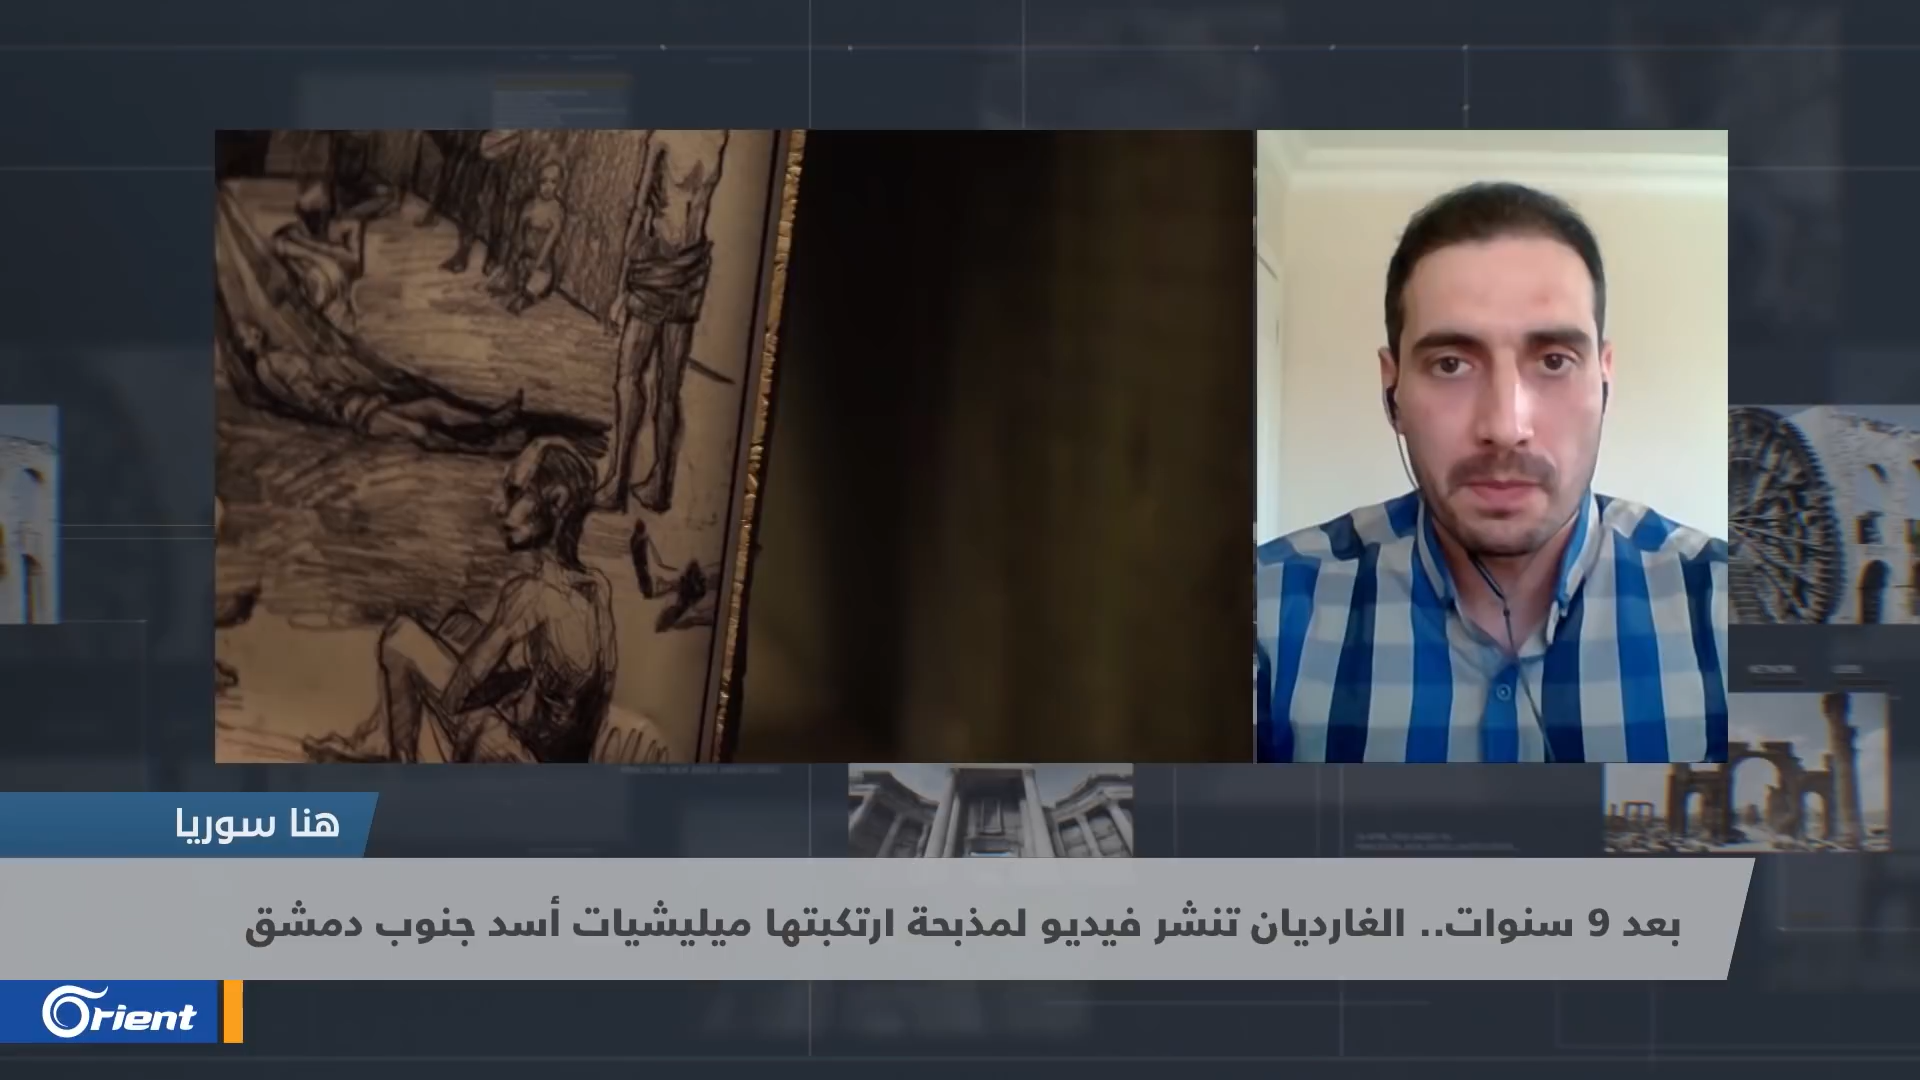 هنا سوريا
بعد 9 سنوات.. الغارديان تنشر فيديو لمذبحة ارتكبتها ميليشيات أسد جنوب دمشق
Orient